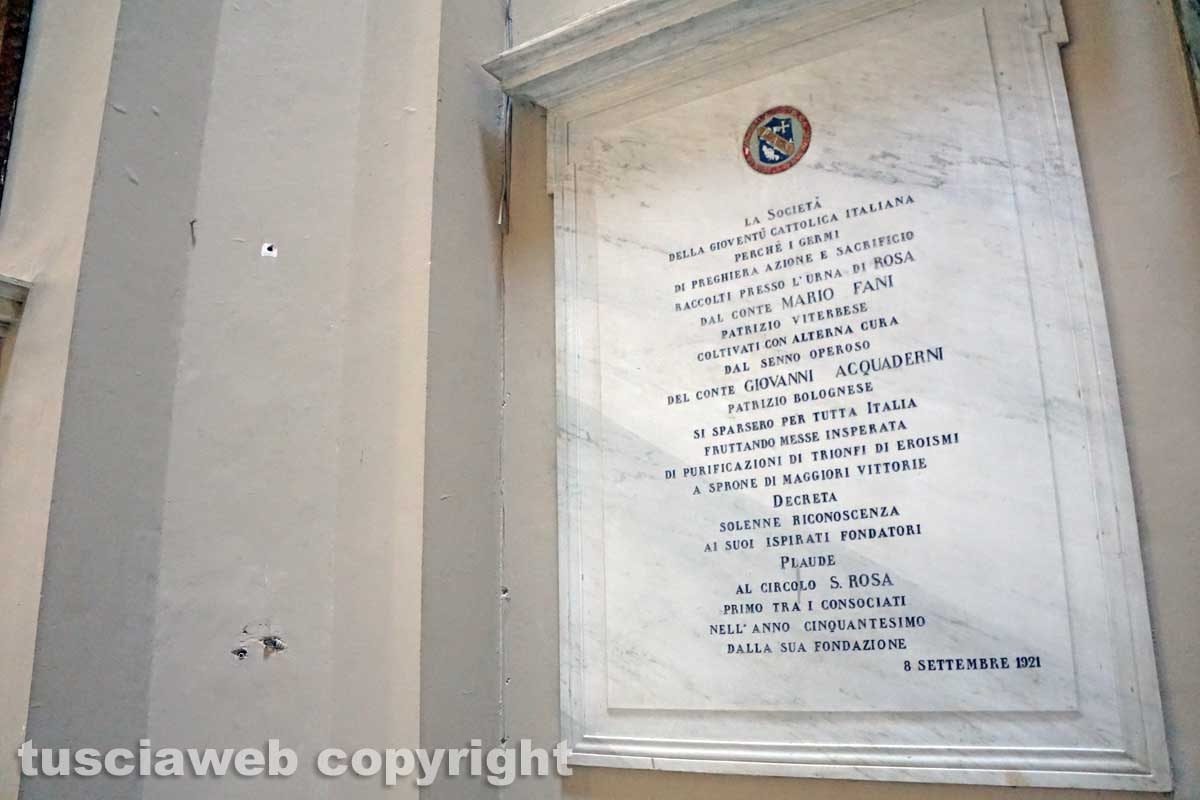 LA SOCIETÀ
DELLA GIOVENTÙ CATTOLICA ITALIANA
PERCHÈ I GERMI
DI PREGHIERA AZIONE E SACRIFICIO
RACCOLTI PRESSO L'URNA DI ROSA
DAL CONTE MARIO FANI
PATRIZIO VITERBESE
COLTIVATI CON ALTERNA CURA
DAL SENNO OPEROSO
DEL CONTE GIOVANNI ACQUADERNI
PATRIZIO BOLOGNESE
SI SPARSERO PER TUTTA ITALIA
FRUTTANDO MESSE INSPERATA
DI PURIFICAZIONI DI TRIONFI DI EROISMI
A SPRONE DI MAGGIORI VITTORIE
DECRETA
SOLENNE RICONOSCENZA
AI SUOI ISPIRATI FONDATORI
PLAUDE
AL CIRCOLO S. ROSA
PRIMO TRA I CONSOCIATI
NELL'ANNO CINQUANTESIMO
DALLA SUA FONDAZIONE
8 SETTEMBRE 1921
tusciaweb copyright